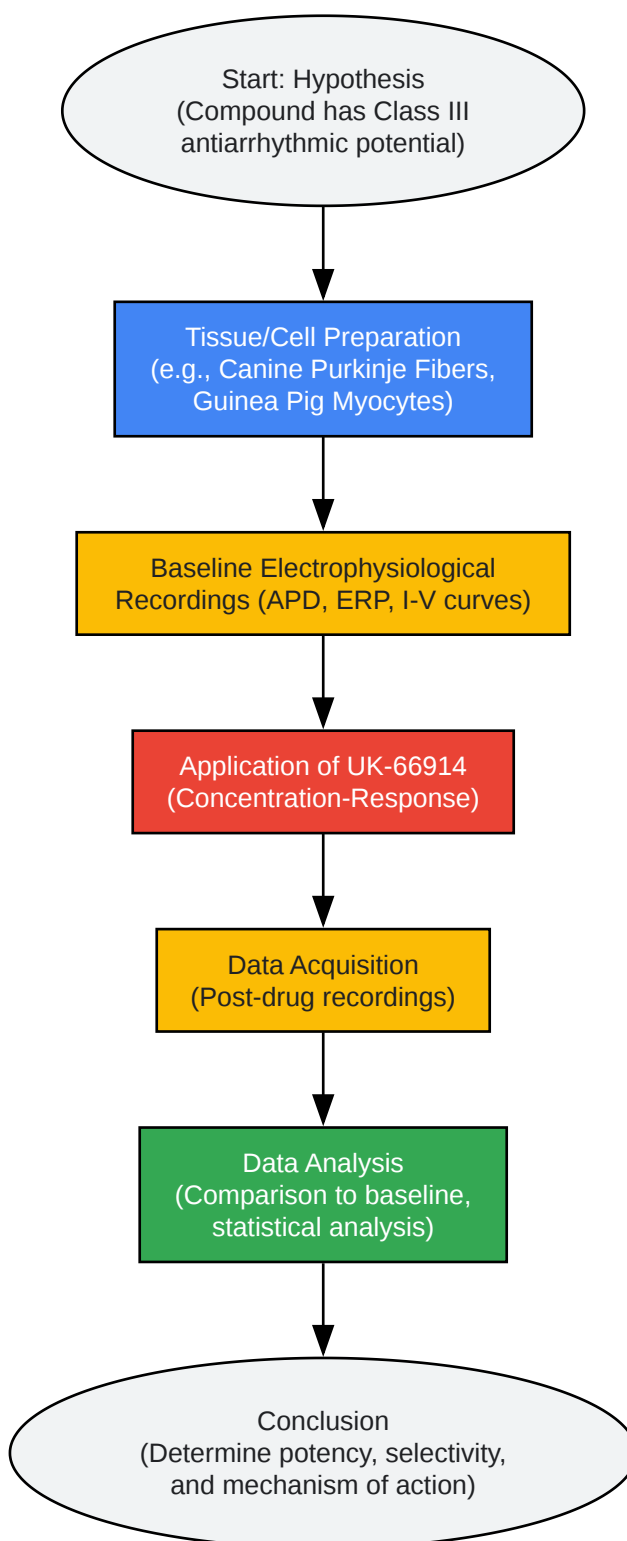 Start: Hypothesis
(Compound has Class III
antiarrhythmic potential)
Tissue/Cell Preparation
(e.g., Canine Purkinje Fibers,
Guinea Pig Myocytes)
Baseline Electrophysiological
Recordings (APD, ERP, I-V curves)
Application of UK-66914
(Concentration-Response)
Data Acquisition
(Post-drug recordings)
Data Analysis
(Comparison to baseline,
statistical analysis)
Conclusion
(Determine potency, selectivity,
and mechanism of action)